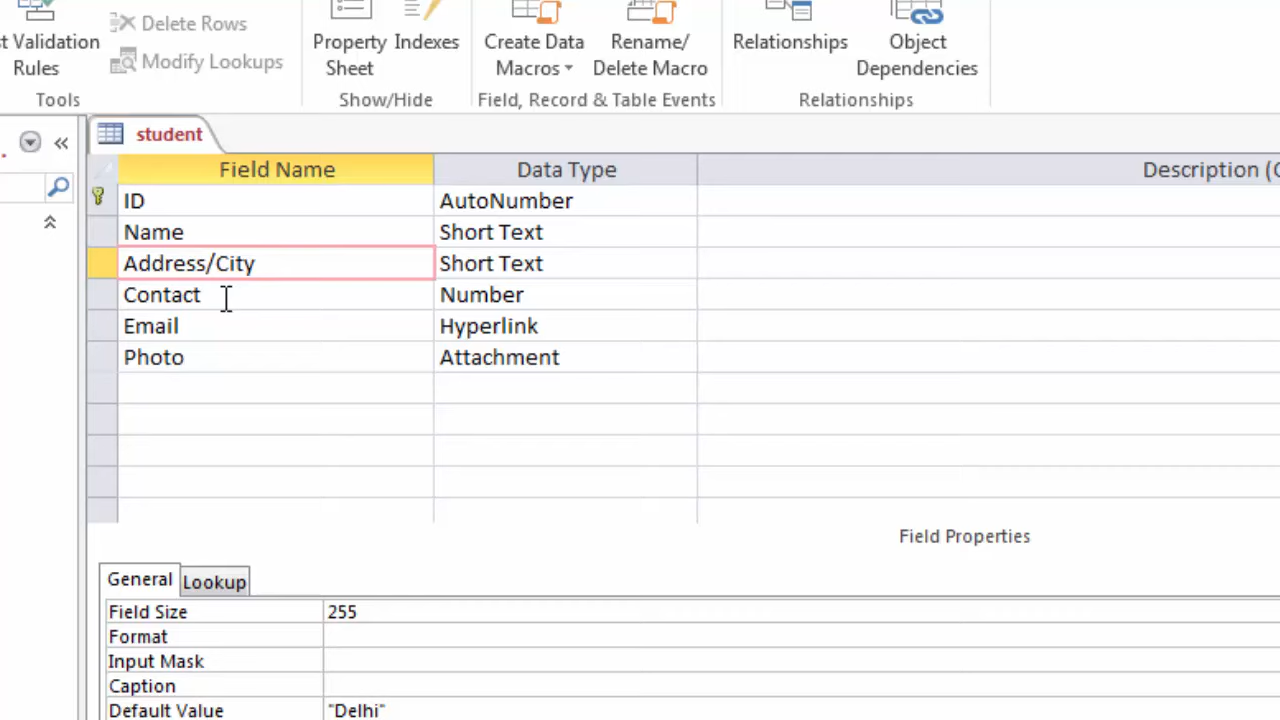 Delete Rows
t Validation Rules
Modify Lookups
Property Sheet
Indexes
Create Data Macros
Rename/ Delete Macro
Relationships
Object Dependencies
Tools
Show/Hide
Field, Record & Table Events
Relationships
student
Field Name Data Type Description (
ID AutoNumber
Name Short Text
Address/City Short Text
Contact Number
Email Hyperlink
Photo Attachment
Field Properties
General Lookup
Field Size 255
Format
Input Mask
Caption
Default Value "Delhi"